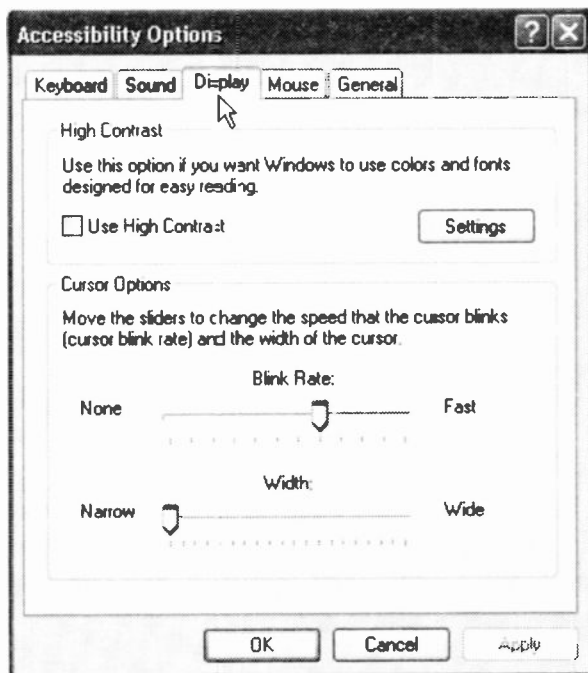 Accessibility Options
Keyboard Sound Display Mouse General
High Contrast
Use this option if you want Windows to use colors and fonts
designed for easy reading.
Use High Contrast Settings
Cursor Options
Move the sliders to change the speed that the cursor blinks
(cursor blink rate) and the width of the cursor.
Blink Rate:
None Fast
Width:
Narrow Wide
OK Cancel Apply